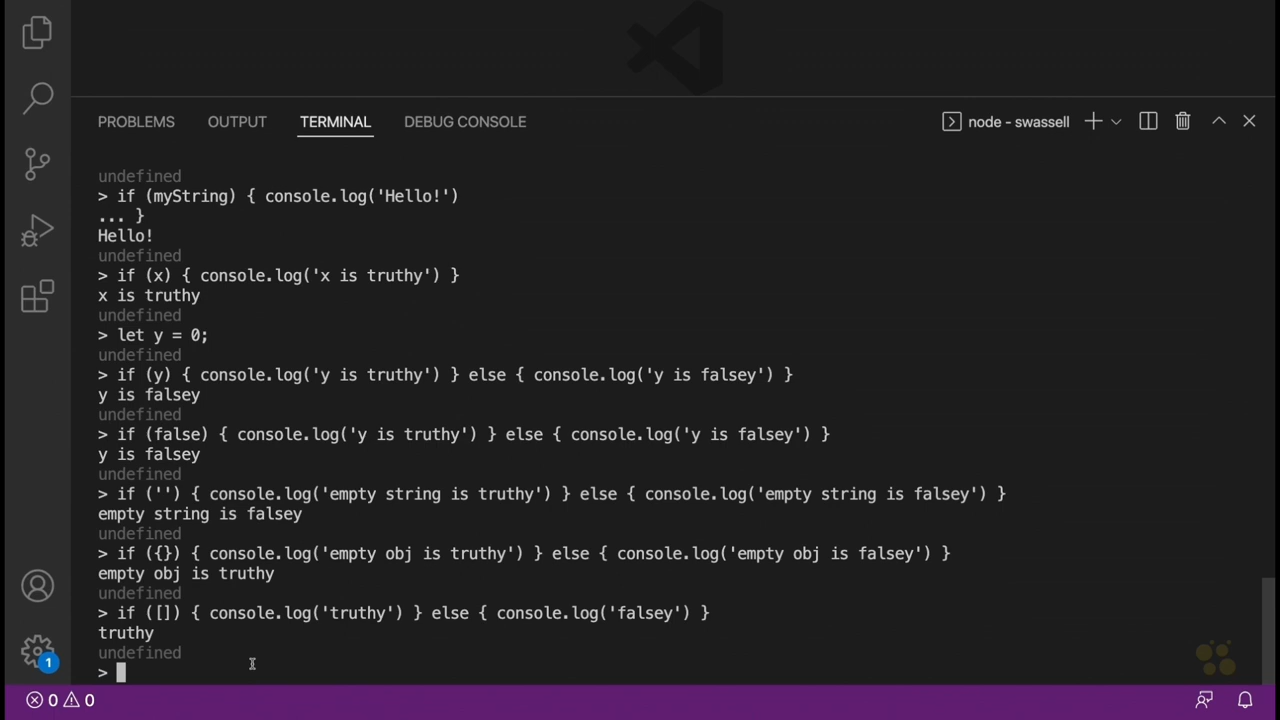 PROBLEMS OUTPUT TERMINAL DEBUG CONSOLE node - swassell
undefined
> if (myString) { console.log('Hello!')
... }
Hello!
undefined
> if (x) { console.log('x is truthy') }
x is truthy
undefined
> let y = 0;
undefined
> if (y) { console.log('y is truthy') } else { console.log('y is falsey') }
y is falsey
undefined
> if (false) { console.log('y is truthy') } else { console.log('y is falsey') }
y is falsey
undefined
> if ('') { console.log('empty string is truthy') } else { console.log('empty string is falsey') }
empty string is falsey
undefined
> if ({}) { console.log('empty obj is truthy') } else { console.log('empty obj is falsey') }
empty obj is truthy
undefined
> if ([]) { console.log('truthy') } else { console.log('falsey') }
truthy
undefined
>
1
0 0